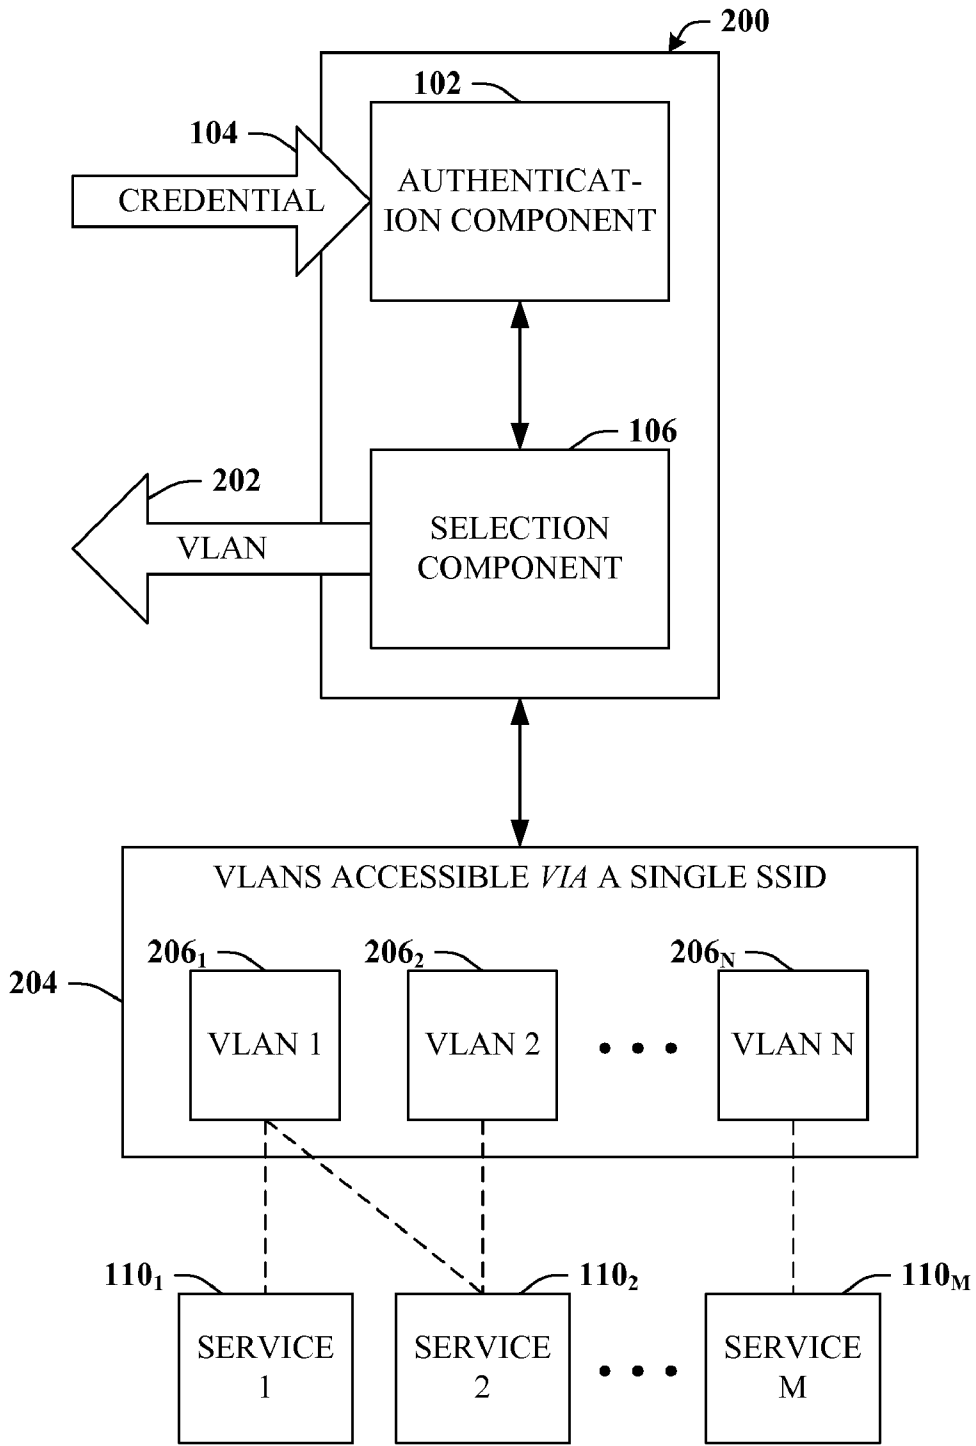 200
102
104
AUTHENTICAT-
ION COMPONENT
CREDENTIAL
106
202
SELECTION
COMPONENT
VLAN
VLANS ACCESSIBLE VIA A SINGLE SSID
206₁ 206₂ 206N
204
VLAN 1 VLAN 2 • • • VLAN N
110₁ 110₂ 110M
SERVICE SERVICE SERVICE
1 2 • • • M